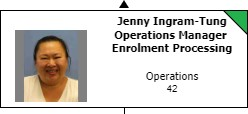 Jenny Ingram-Tung
Operations Manager
Enrolment Processing
Operations
42